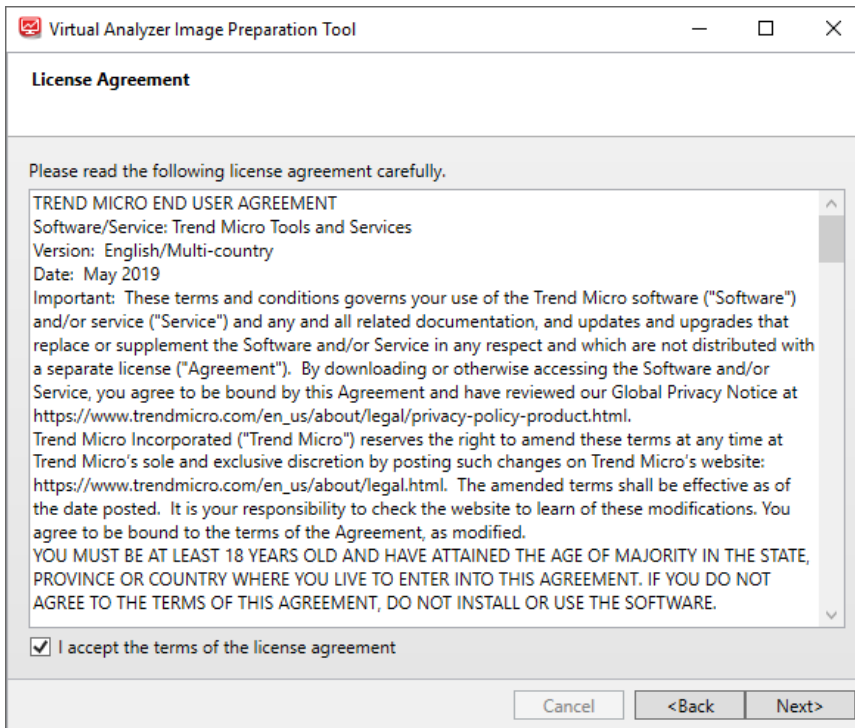 Virtual Analyzer Image Preparation Tool
License Agreement
Please read the following license agreement carefully.
TREND MICRO END USER AGREEMENT
Software/Service: Trend Micro Tools and Services
Version:  English/Multi-country
Date:  May 2019
Important:  These terms and conditions governs your use of the Trend Micro software ("Software")
and/or service ("Service") and any and all related documentation, and updates and upgrades that
replace or supplement the Software and/or Service in any respect and which are not distributed with
a separate license ("Agreement").  By downloading or otherwise accessing the Software and/or
Service, you agree to be bound by this Agreement and have reviewed our Global Privacy Notice at
https://www.trendmicro.com/en_us/about/legal/privacy-policy-product.html.
Trend Micro Incorporated ("Trend Micro") reserves the right to amend these terms at any time at
Trend Micro's sole and exclusive discretion by posting such changes on Trend Micro's website:
https://www.trendmicro.com/en_us/about/legal.html.  The amended terms shall be effective as of
the date posted.  It is your responsibility to check the website to learn of these modifications. You
agree to be bound to the terms of the Agreement, as modified.
YOU MUST BE AT LEAST 18 YEARS OLD AND HAVE ATTAINED THE AGE OF MAJORITY IN THE STATE,
PROVINCE OR COUNTRY WHERE YOU LIVE TO ENTER INTO THIS AGREEMENT. IF YOU DO NOT
AGREE TO THE TERMS OF THIS AGREEMENT, DO NOT INSTALL OR USE THE SOFTWARE.
I accept the terms of the license agreement
Cancel <Back Next>